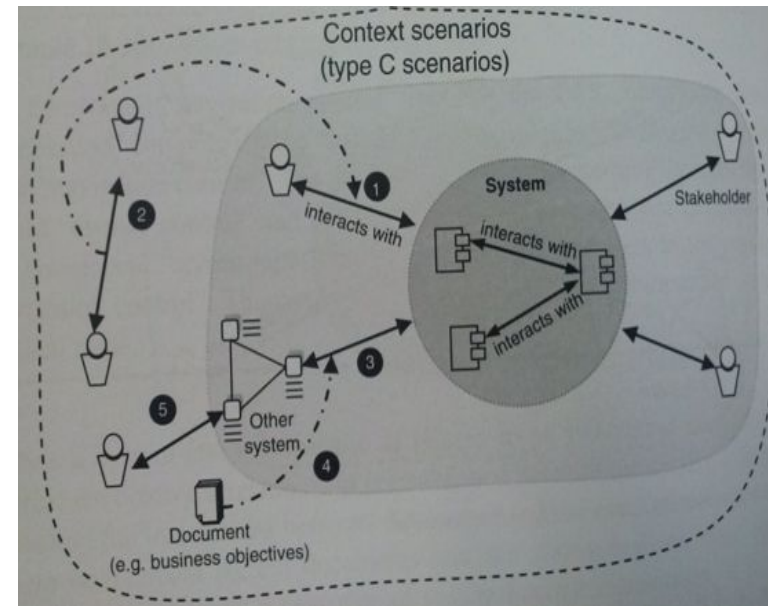 Context scenarios
(type C scenarios)
1
interacts with
System
interacts with
interacts with
Stakeholder
2
3
5
Other
system
4
Document
(e.g. business objectives)